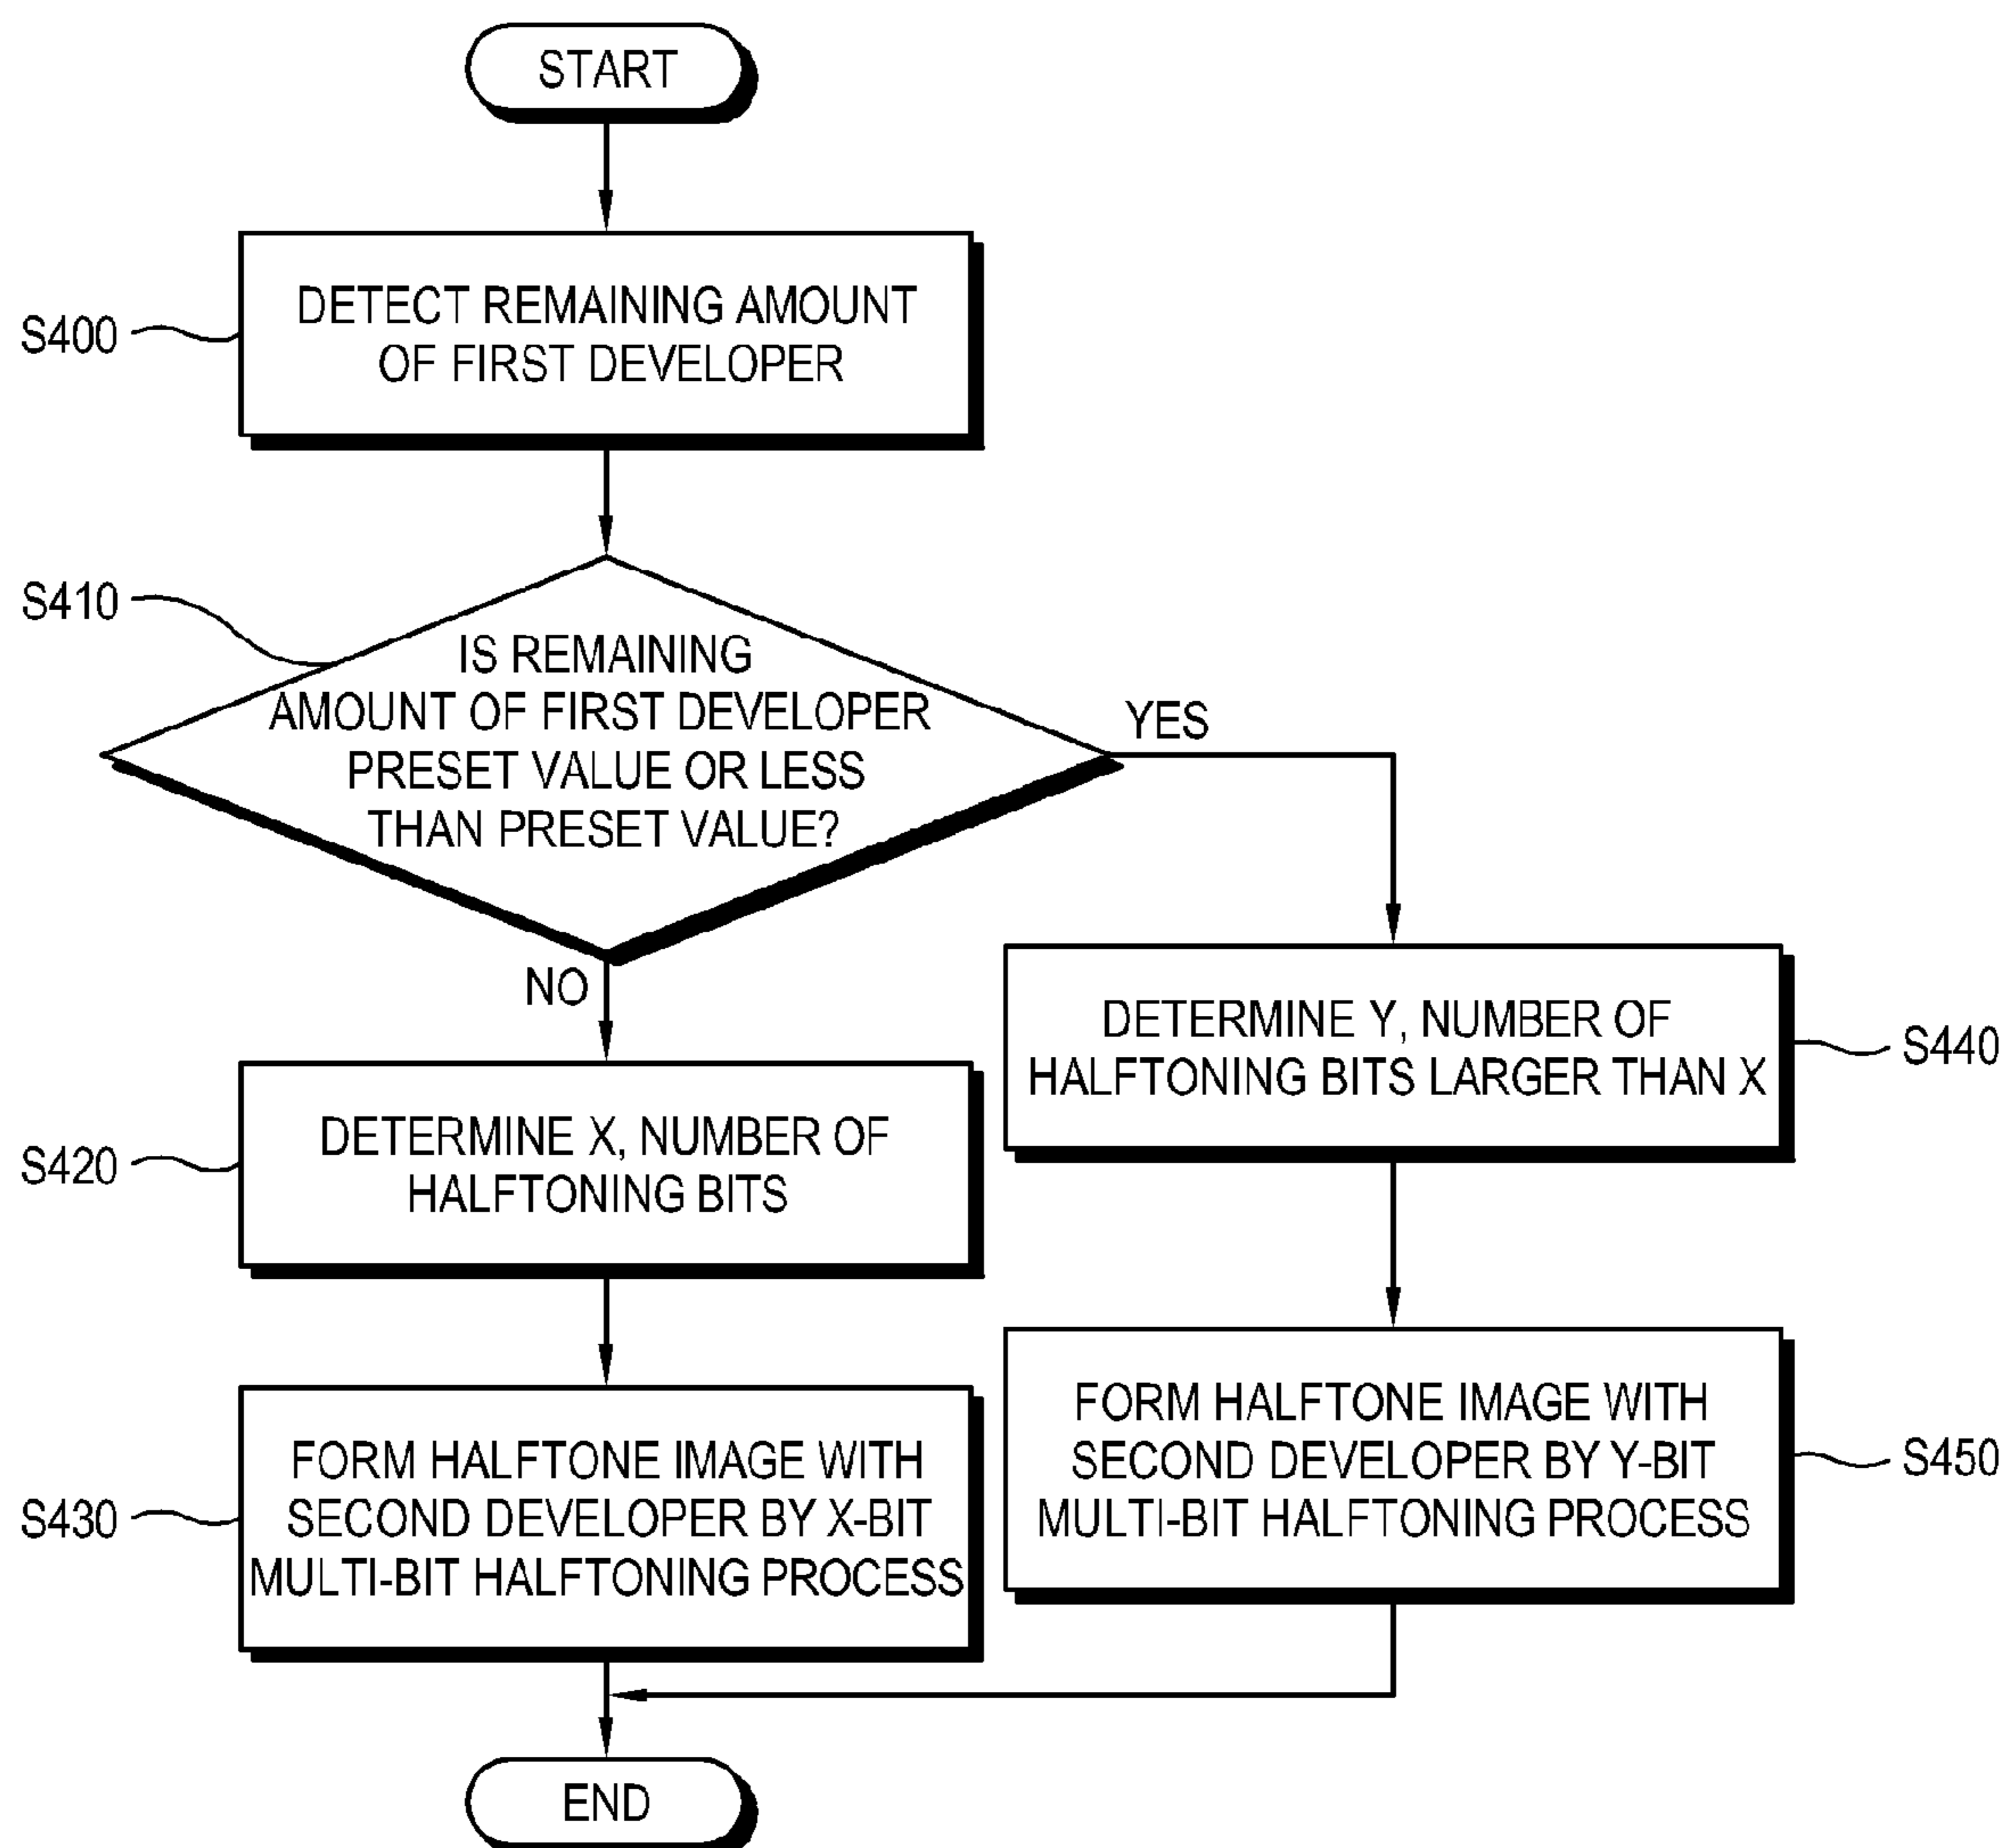 START
S400
DETECT REMAINING AMOUNT
OF FIRST DEVELOPER
S410
IS REMAINING
AMOUNT OF FIRST DEVELOPER
PRESET VALUE OR LESS
THAN PRESET VALUE?
YES
NO
S420
DETERMINE X, NUMBER OF
HALFTONING BITS
DETERMINE Y, NUMBER OF
HALFTONING BITS LARGER THAN X
S440
S430
FORM HALFTONE IMAGE WITH
SECOND DEVELOPER BY X-BIT
MULTI-BIT HALFTONING PROCESS
FORM HALFTONE IMAGE WITH
SECOND DEVELOPER BY Y-BIT
MULTI-BIT HALFTONING PROCESS
S450
END